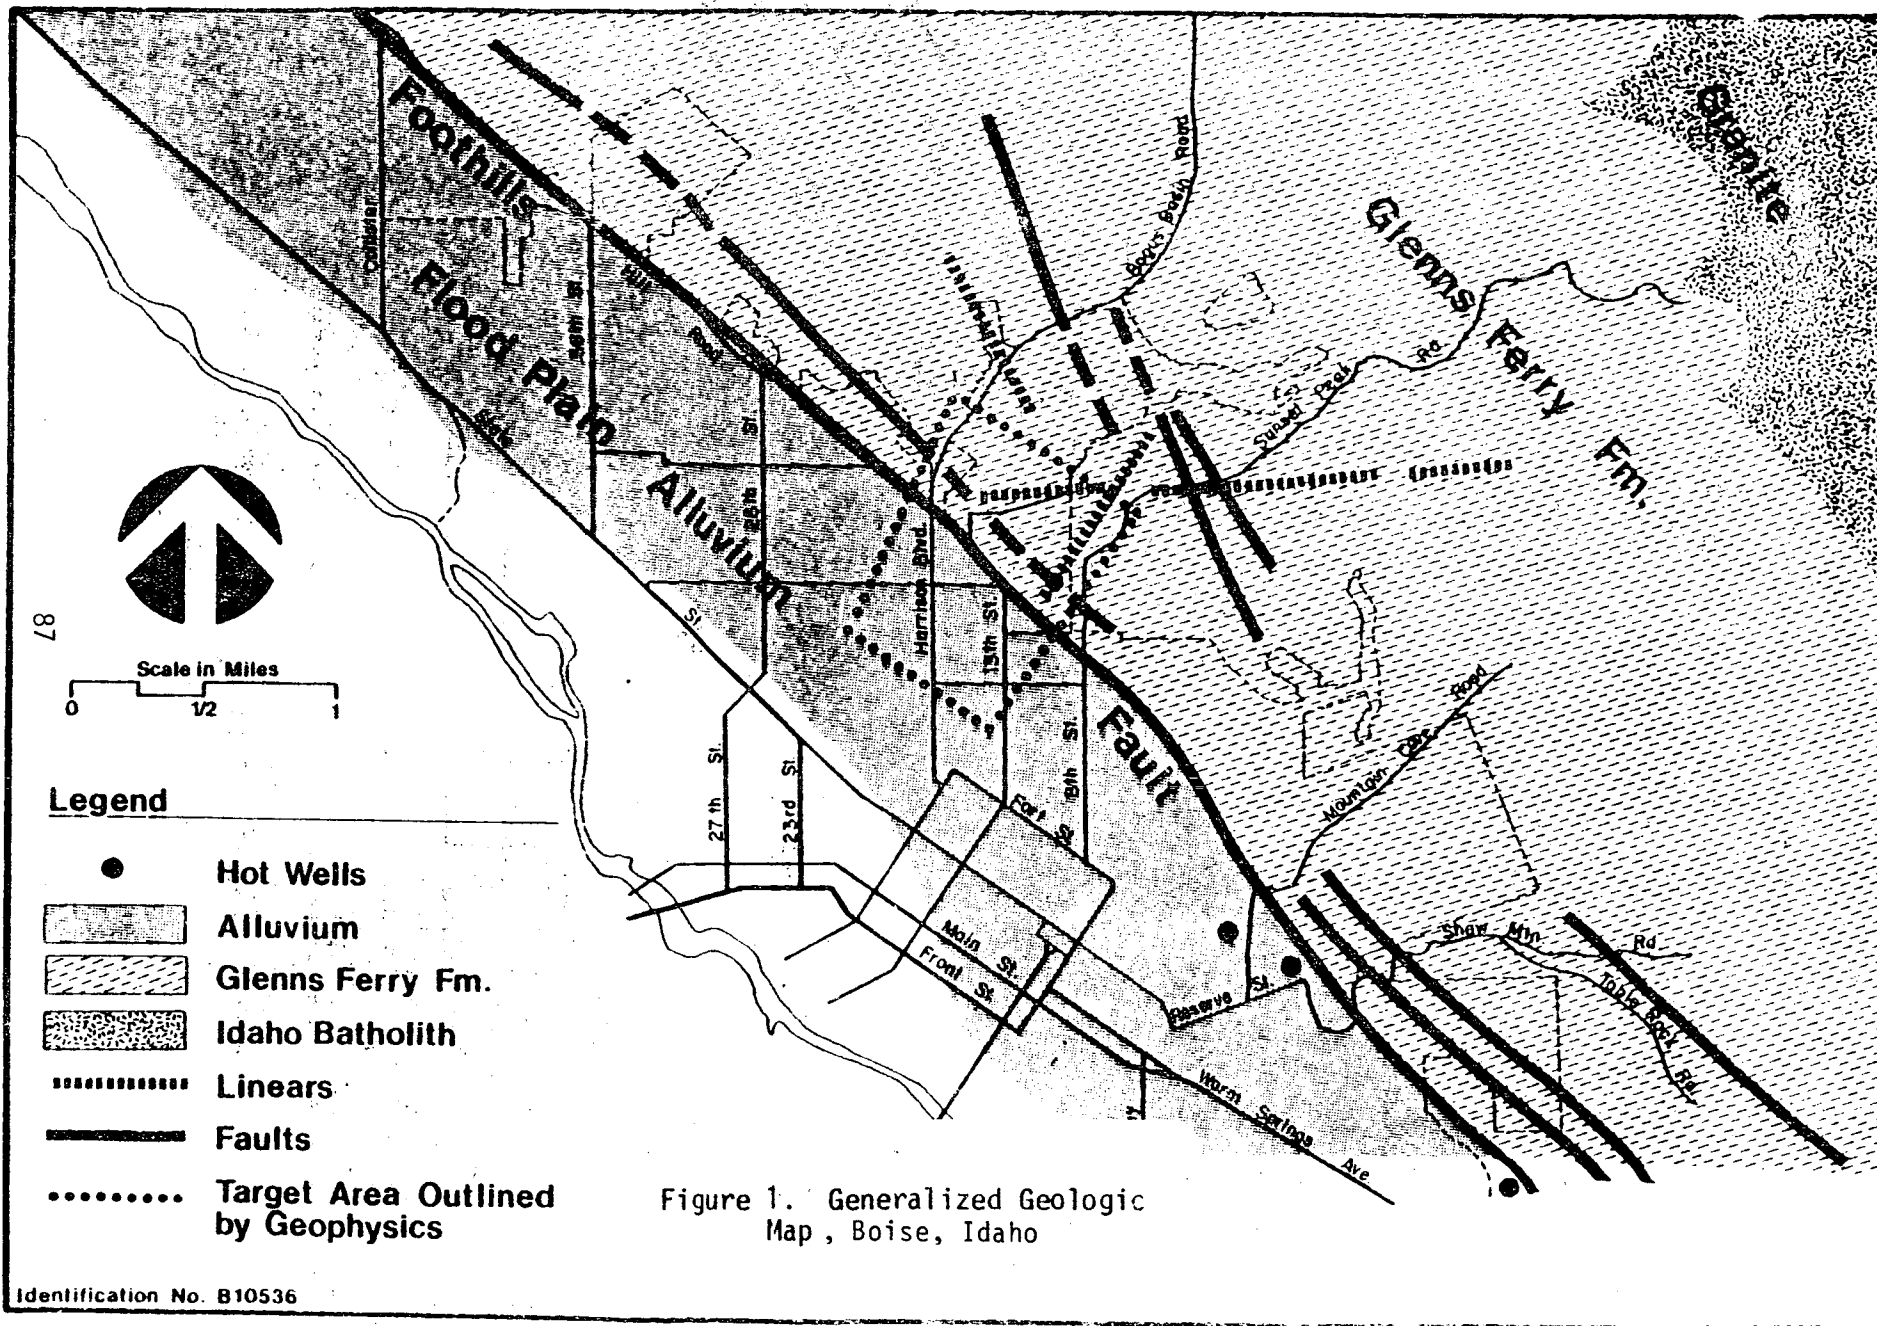 Foothills
Fault
Flood Plain
Alluvium
Granite
Glenns Ferry Fm.
Bogus Basin Road
Sunset Peak Rd
Hill Road
36th St.
28th St.
State St.
Harrison Blvd.
13th St.
8th St.
27th St.
23rd St.
Fort St.
Main St.
Front St.
Reserve St.
Mountain Cove Road
Shaw Mtn Rd
Table Rock Rd
Warm Springs Ave.
87
Scale in Miles
0 1/2 1
Legend
Hot Wells
Alluvium
Glenns Ferry Fm.
Idaho Batholith
Linears
Faults
Target Area Outlined
by Geophysics
Figure 1. Generalized Geologic
Map, Boise, Idaho
Identification No. B10536